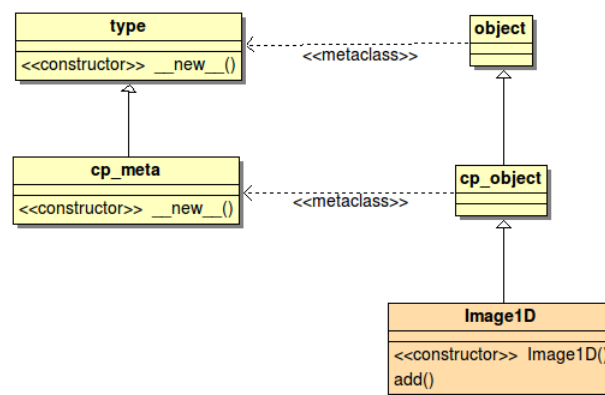 type
<<constructor>> __new__()
object
<<metaclass>>
cp_meta
<<constructor>> __new__()
cp_object
<<metaclass>>
Image1D
<<constructor>> Image1D()
add()